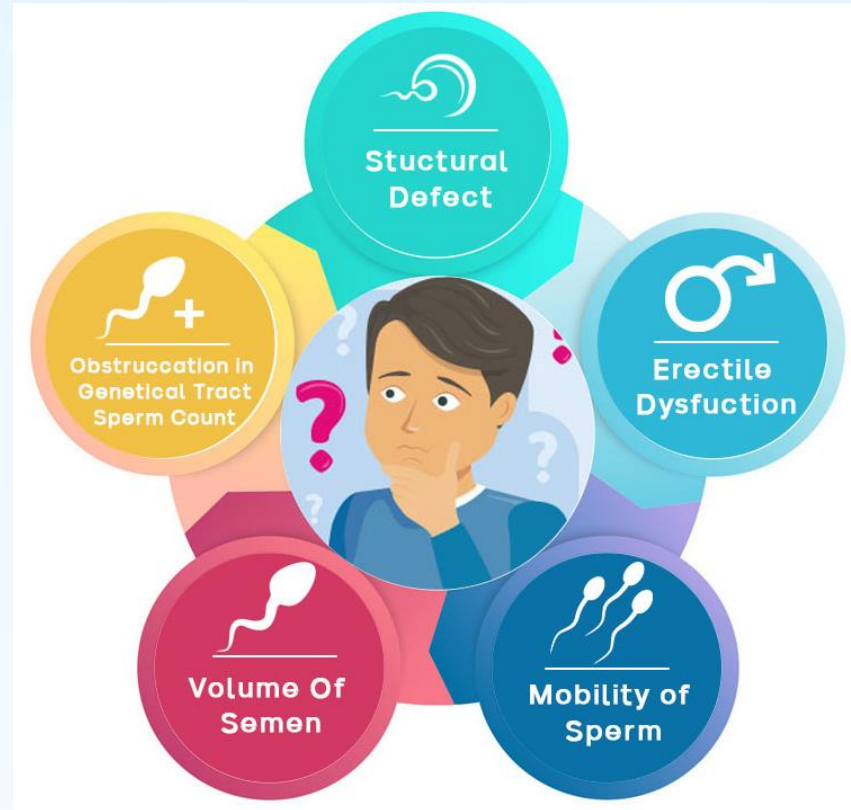 Stuctural
Defect
Erectile
Dysfuction
Mobility of
Sperm
Volume Of
Semen
Obstruccation in
Genetical Tract
Sperm Count